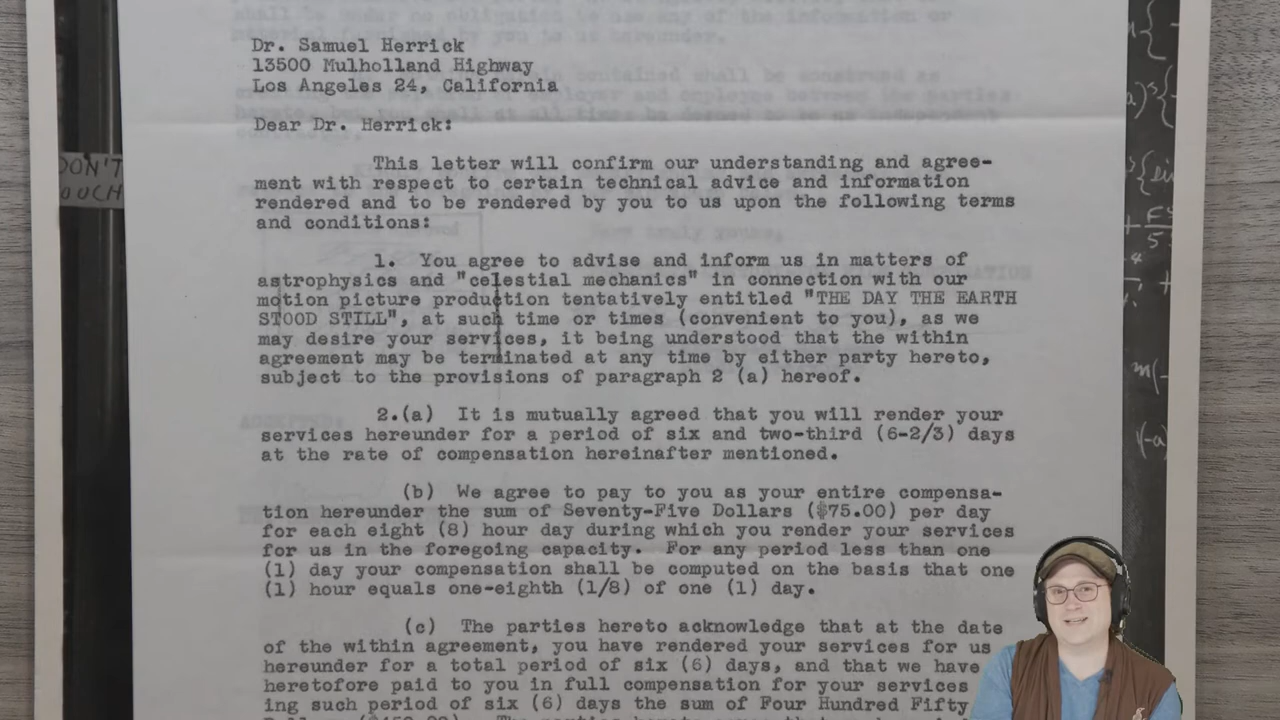 Dr. Samuel Herrick
13500 Mulholland Highway
Los Angeles 24, California
Dear Dr. Herrick:
This letter will confirm our understanding and agree-
ment with respect to certain technical advice and information
rendered and to be rendered by you to us upon the following terms
and conditions:
1. You agree to advise and inform us in matters of
astrophysics and "celestial mechanics" in connection with our
motion picture production tentatively entitled "THE DAY THE EARTH
STOOD STILL", at such time or times (convenient to you), as we
may desire your services, it being understood that the within
agreement may be terminated at any time by either party hereto,
subject to the provisions of paragraph 2 (a) hereof.
2.(a) It is mutually agreed that you will render your
services hereunder for a period of six and two-third (6-2/3) days
at the rate of compensation hereinafter mentioned.
(b) We agree to pay to you as your entire compensa-
tion hereunder the sum of Seventy-Five Dollars ($75.00) per day
for each eight (8) hour day during which you render your services
for us in the foregoing capacity. For any period less than one
(1) day your compensation shall be computed on the basis that one
(1) hour equals one-eighth (1/8) of one (1) day.
(c) The parties hereto acknowledge that at the date
of the within agreement, you have rendered your services for us
hereunder for a total period of six (6) days, and that we have
heretofore paid to you in full compensation for your services
ing such period of six (6) days the sum of Four Hundred Fifty
DON'T